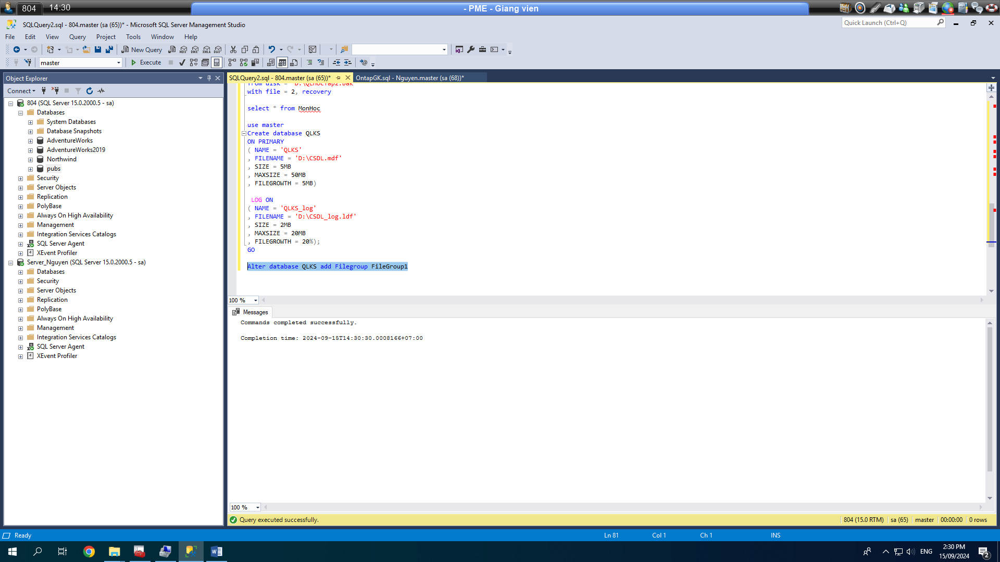 804 14:30 - PME - Giang vien
SQLQuery2.sql - 804.master (sa (65))* - Microsoft SQL Server Management Studio
Quick Launch (Ctrl+Q)
File Edit View Query Project Tools Window Help
New Query
MDX DMX XMLA DAX
master Execute
Object Explorer
Connect
804 (SQL Server 15.0.2000.5 - sa)
Databases
System Databases
Database Snapshots
AdventureWorks
AdventureWorks2019
Northwind
pubs
Security
Server Objects
Replication
PolyBase
Always On High Availability
Management
Integration Services Catalogs
SQL Server Agent
XEvent Profiler
Server_Nguyen (SQL Server 15.0.2000.5 - sa)
Databases
Security
Server Objects
Replication
PolyBase
Always On High Availability
Management
Integration Services Catalogs
SQL Server Agent
XEvent Profiler
SQLQuery2.sql - 804.master (sa (65))* OntapGK.sql - Nguyen.master (sa (68))*
from disk = 'D:\QLHocTap2.bak'
with file = 2, recovery
select * from MonHoc
use master
Create database QLKS
ON PRIMARY
( NAME = 'QLKS'
, FILENAME = 'D:\CSDL.mdf'
, SIZE = 5MB
, MAXSIZE = 50MB
, FILEGROWTH = 5MB)
LOG ON
( NAME = 'QLKS_log'
, FILENAME = 'D:\CSDL_log.ldf'
, SIZE = 2MB
, MAXSIZE = 20MB
, FILEGROWTH = 20%);
GO
Alter database QLKS add Filegroup FileGroup1
100 %
Messages
Commands completed successfully.
Completion time: 2024-09-15T14:30:30.0008166+07:00
100 %
Query executed successfully. 804 (15.0 RTM) sa (65) master 00:00:00 0 rows
Ready Ln 81 Col 1 Ch 1 INS
ENG 2:30 PM
15/09/2024
2